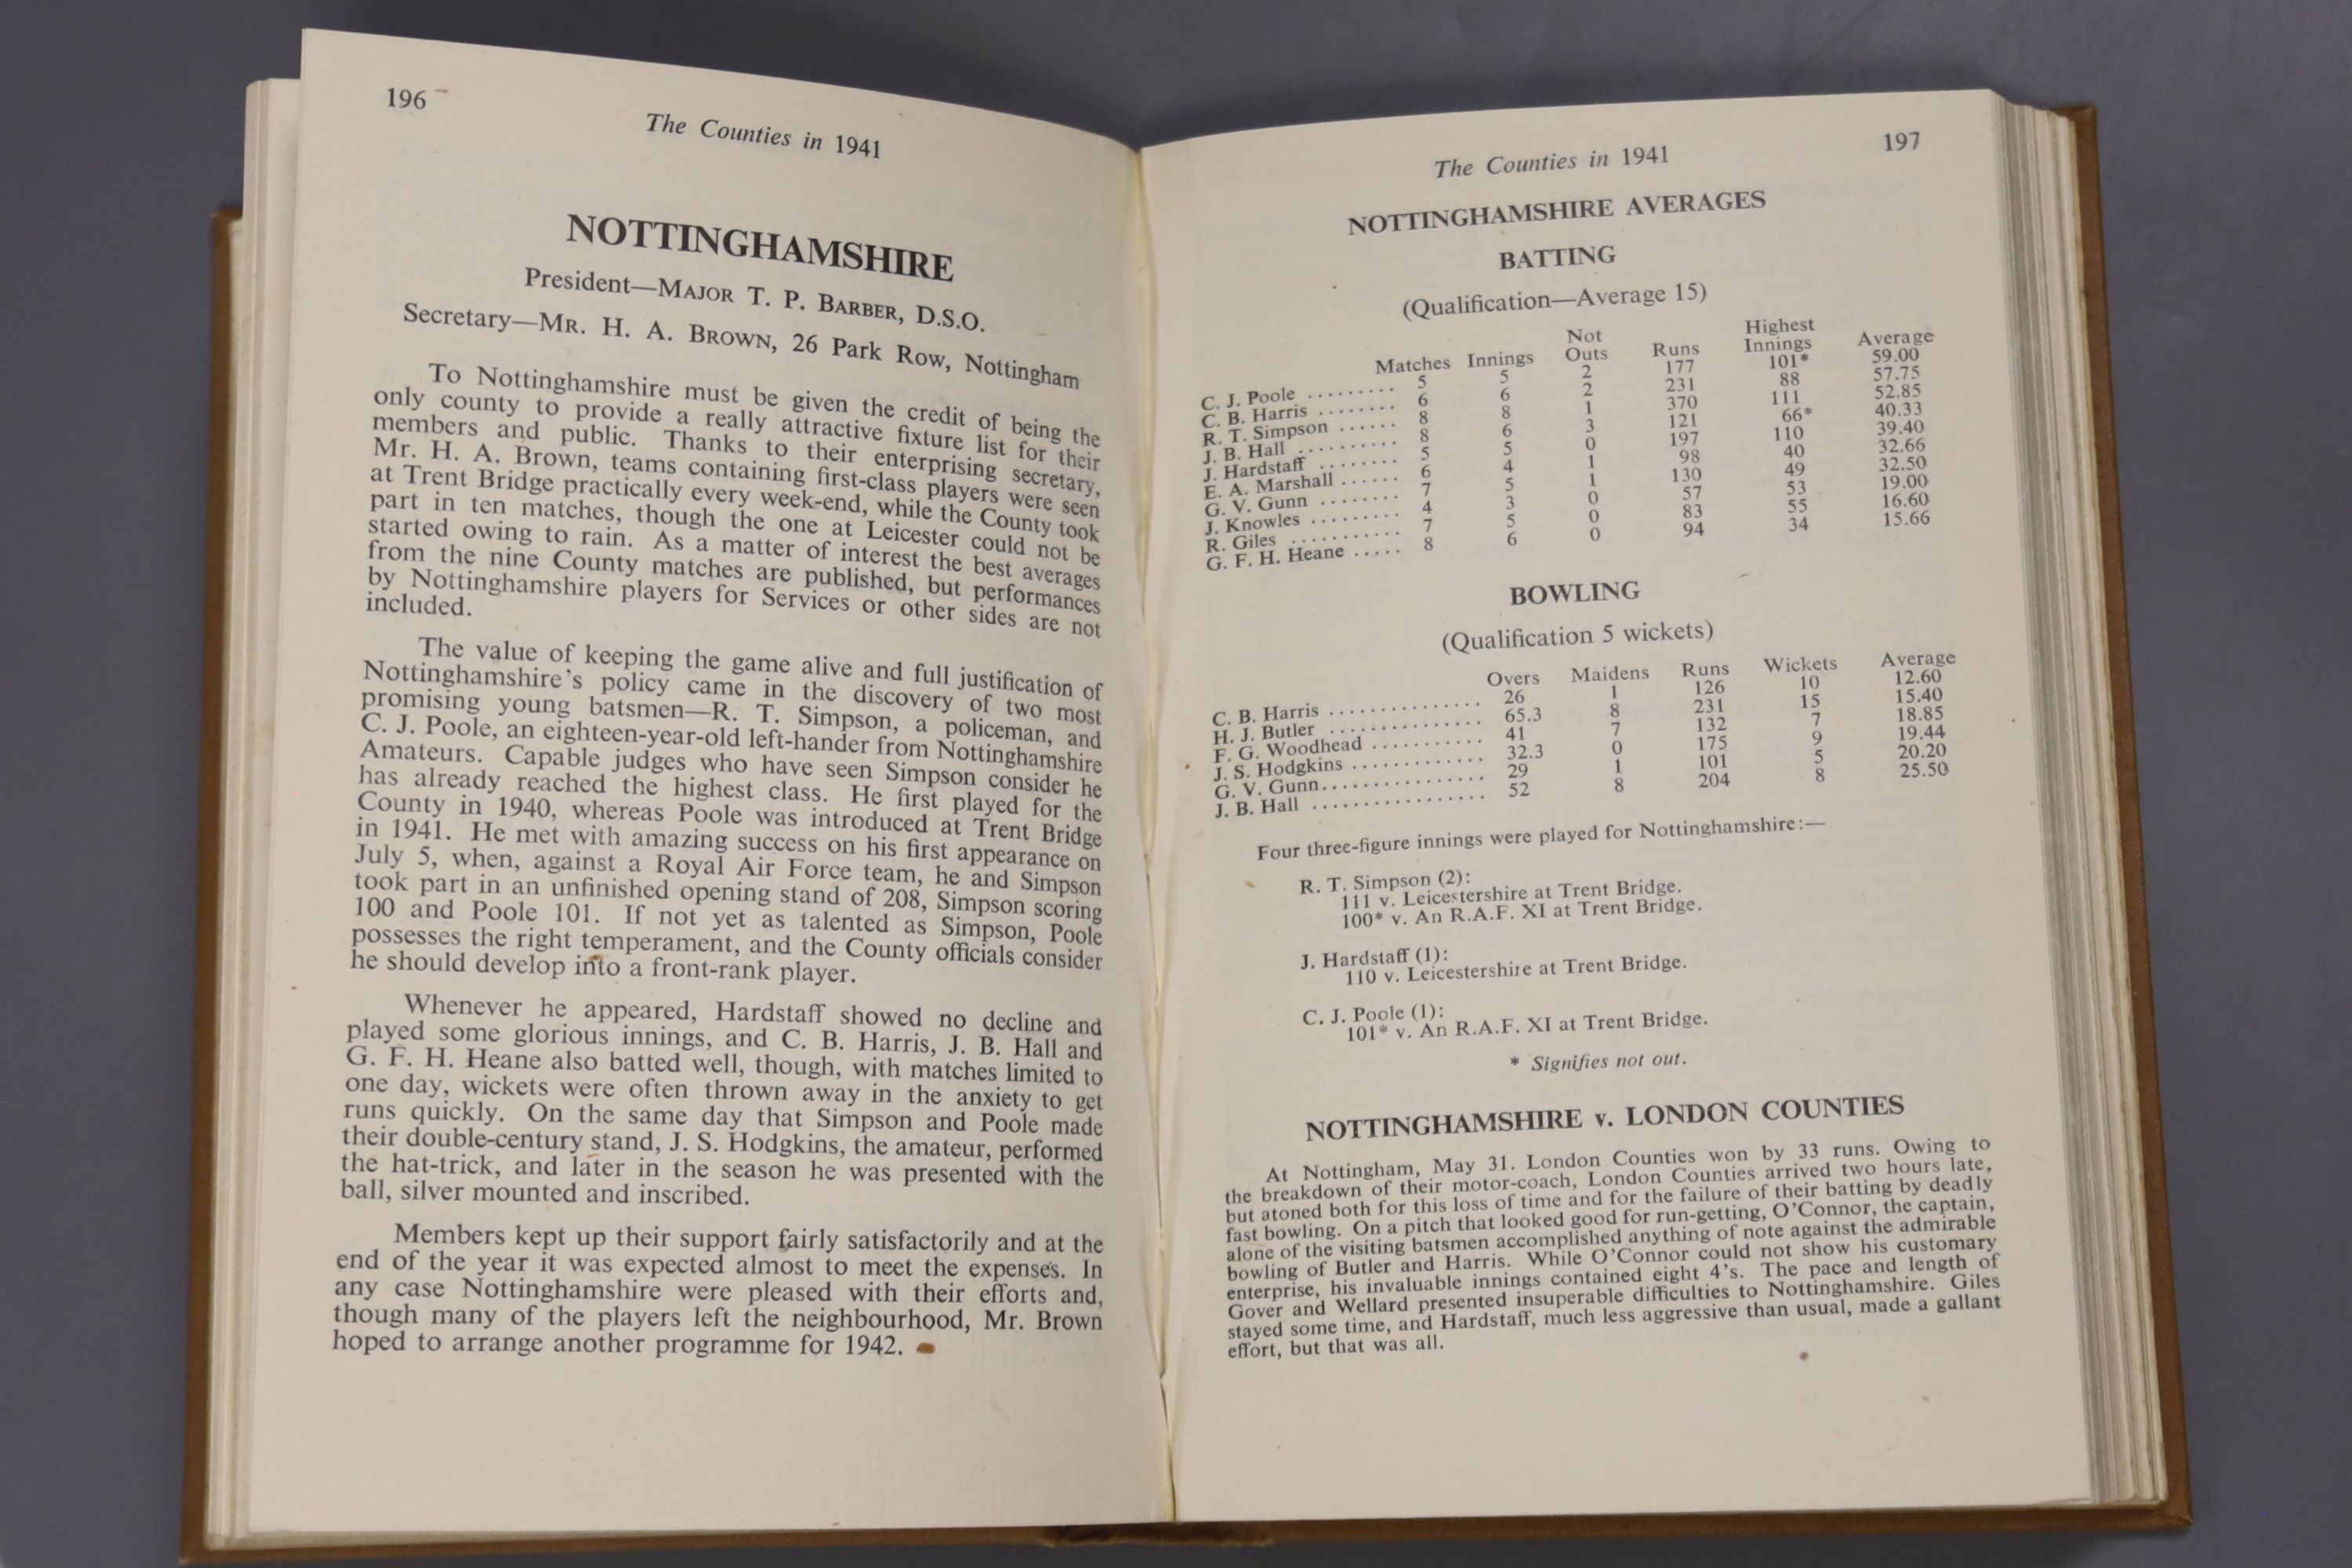 196
The Counties in 1941
NOTTINGHAMSHIRE
President—MAJOR T. P. BARBER, D.S.O.
Secretary—MR. H. A. BROWN, 26 Park Row, Nottingham
To Nottinghamshire must be given the credit of being the
only county to provide a really attractive fixture list for their
members and public. Thanks to their enterprising secretary,
Mr. H. A. Brown, teams containing first-class players were seen
at Trent Bridge practically every week-end, while the County took
part in ten matches, though the one at Leicester could not be
started owing to rain. As a matter of interest the best averages
from the nine County matches are published, but performances
by Nottinghamshire players for Services or other sides are not
included.
The value of keeping the game alive and full justification of
Nottinghamshire's policy came in the discovery of two most
promising young batsmen—R. T. Simpson, a policeman, and
C. J. Poole, an eighteen-year-old left-hander from Nottinghamshire
Amateurs. Capable judges who have seen Simpson consider he
has already reached the highest class. He first played for the
County in 1940, whereas Poole was introduced at Trent Bridge
in 1941. He met with amazing success on his first appearance on
July 5, when, against a Royal Air Force team, he and Simpson
took part in an unfinished opening stand of 208, Simpson scoring
100 and Poole 101. If not yet as talented as Simpson, Poole
possesses the right temperament, and the County officials consider
he should develop into a front-rank player.
Whenever he appeared, Hardstaff showed no decline and
played some glorious innings, and C. B. Harris, J. B. Hall and
G. F. H. Heane also batted well, though, with matches limited to
one day, wickets were often thrown away in the anxiety to get
runs quickly. On the same day that Simpson and Poole made
their double-century stand, J. S. Hodgkins, the amateur, performed
the hat-trick, and later in the season he was presented with the
ball, silver mounted and inscribed.
Members kept up their support fairly satisfactorily and at the
end of the year it was expected almost to meet the expenses. In
any case Nottinghamshire were pleased with their efforts and,
though many of the players left the neighbourhood, Mr. Brown
hoped to arrange another programme for 1942.
The Counties in 1941 197
NOTTINGHAMSHIRE AVERAGES
BATTING
(Qualification—Average 15)
Not Highest
Matches Innings Outs Runs Innings Average
C. J. Poole ......... 5 5 2 177 101* 59.00
C. B. Harris ........ 6 6 2 231 88 57.75
R. T. Simpson ...... 8 8 1 370 111 52.85
J. B. Hall .......... 8 6 3 121 66* 40.33
J. Hardstaff ........ 5 5 0 197 110 39.40
E. A. Marshall ...... 6 4 1 98 40 32.66
G. V. Gunn ........ 7 5 1 130 49 32.50
J. Knowles ......... 4 3 0 57 53 19.00
R. Giles ........... 7 5 0 83 55 16.60
G. F. H. Heane ..... 8 6 0 94 34 15.66
BOWLING
(Qualification 5 wickets)
Overs Maidens Runs Wickets Average
C. B. Harris ............... 26 1 126 10 12.60
H. J. Butler ............... 65.3 8 231 15 15.40
F. G. Woodhead ........... 41 7 132 7 18.85
J. S. Hodgkins ............. 32.3 0 175 9 19.44
G. V. Gunn................ 29 1 101 5 20.20
J. B. Hall ................. 52 8 204 8 25.50
Four three-figure innings were played for Nottinghamshire:—
R. T. Simpson (2):
111 v. Leicestershire at Trent Bridge.
100* v. An R.A.F. XI at Trent Bridge.
J. Hardstaff (1):
110 v. Leicestershire at Trent Bridge.
C. J. Poole (1):
101* v. An R.A.F. XI at Trent Bridge.
* Signifies not out.
NOTTINGHAMSHIRE v. LONDON COUNTIES
At Nottingham, May 31. London Counties won by 33 runs. Owing to
the breakdown of their motor-coach, London Counties arrived two hours late,
but atoned both for this loss of time and for the failure of their batting by deadly
fast bowling. On a pitch that looked good for run-getting, O'Connor, the captain,
alone of the visiting batsmen accomplished anything of note against the admirable
bowling of Butler and Harris. While O'Connor could not show his customary
enterprise, his invaluable innings contained eight 4's. The pace and length of
Gover and Wellard presented insuperable difficulties to Nottinghamshire. Giles
stayed some time, and Hardstaff, much less aggressive than usual, made a gallant
effort, but that was all.